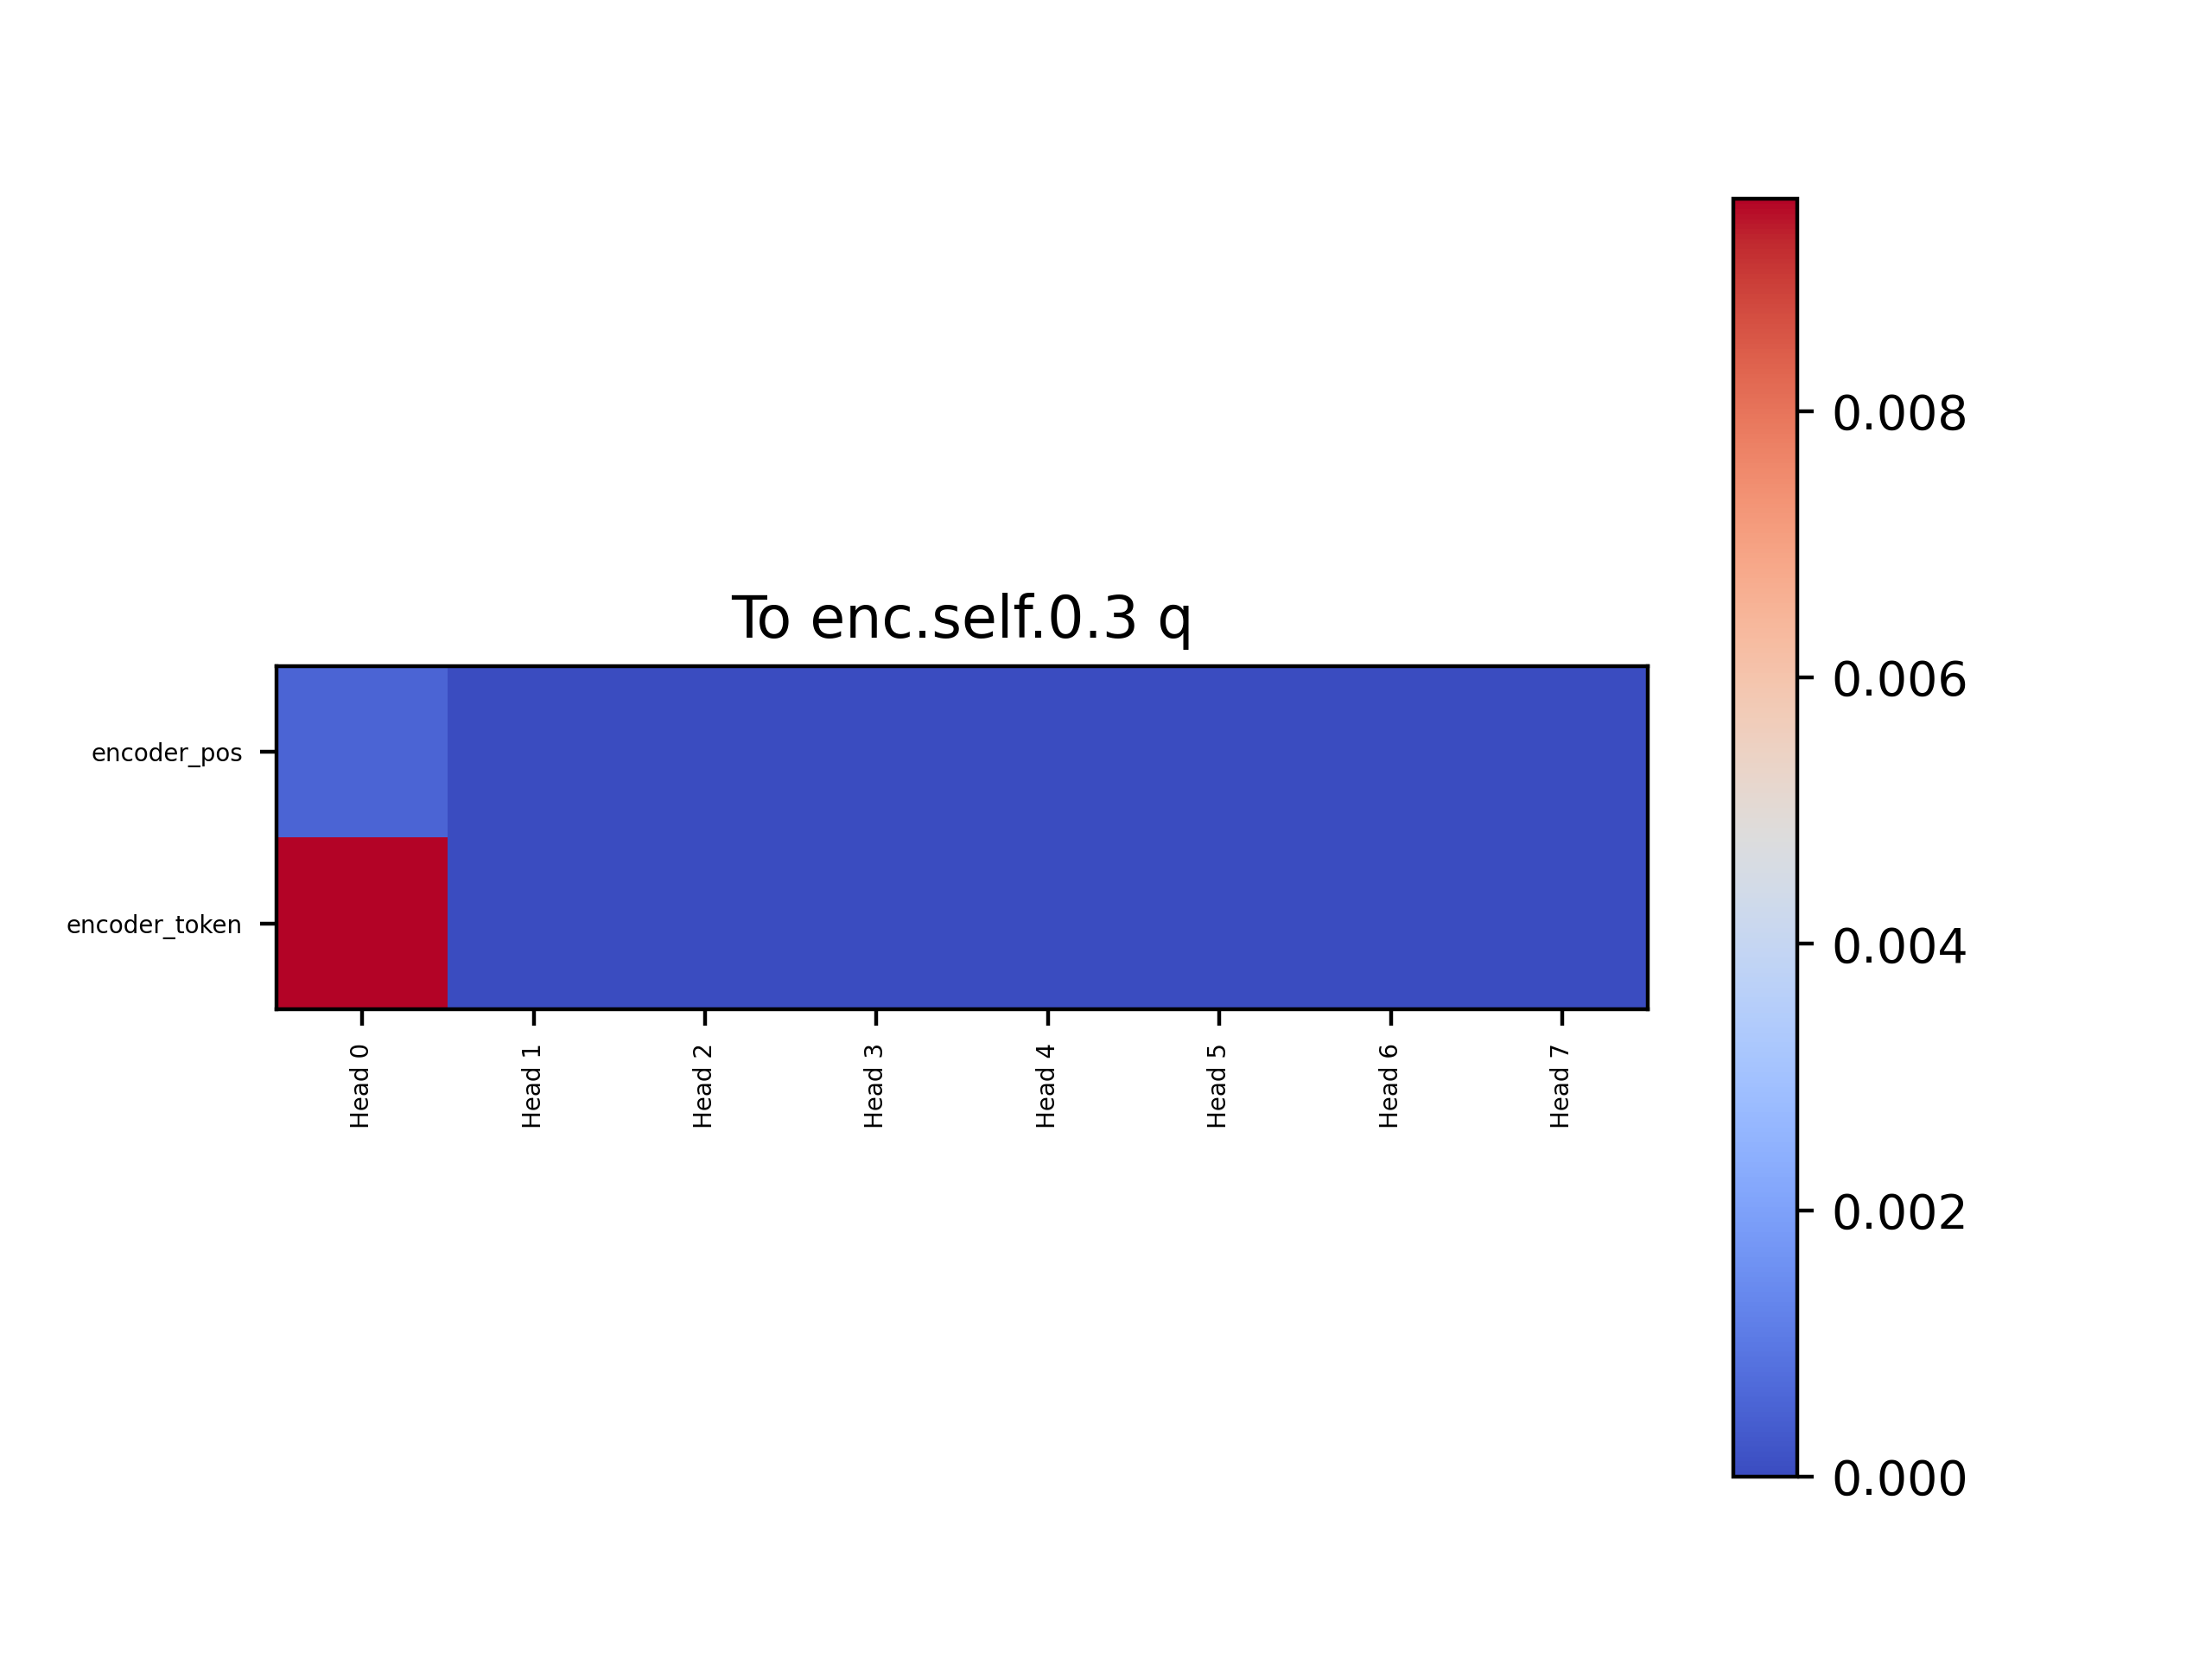 To enc.self.0.3 q
encoder_pos
encoder_token
Head 0
Head 1
Head 2
Head 3
Head 4
Head 5
Head 6
Head 7
0.008
0.006
0.004
0.002
0.000